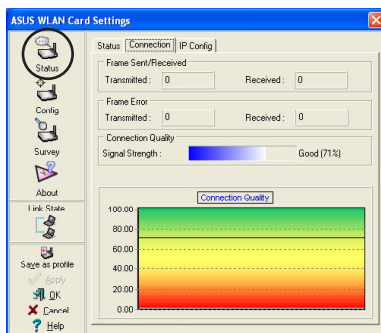 ASUS WLAN Card Settings
Status
Config
Survey
About
Link State
Save as profile
Apply
OK
Cancel
Help
Status Connection IP Config
Frame Sent/Received
Transmitted : 0 Received : 0
Frame Error
Transmitted : 0 Received : 0
Connection Quality
Signal Strength : Good (71%)
Connection Quality
100.00
80.00
60.00
40.00
20.00
0.00